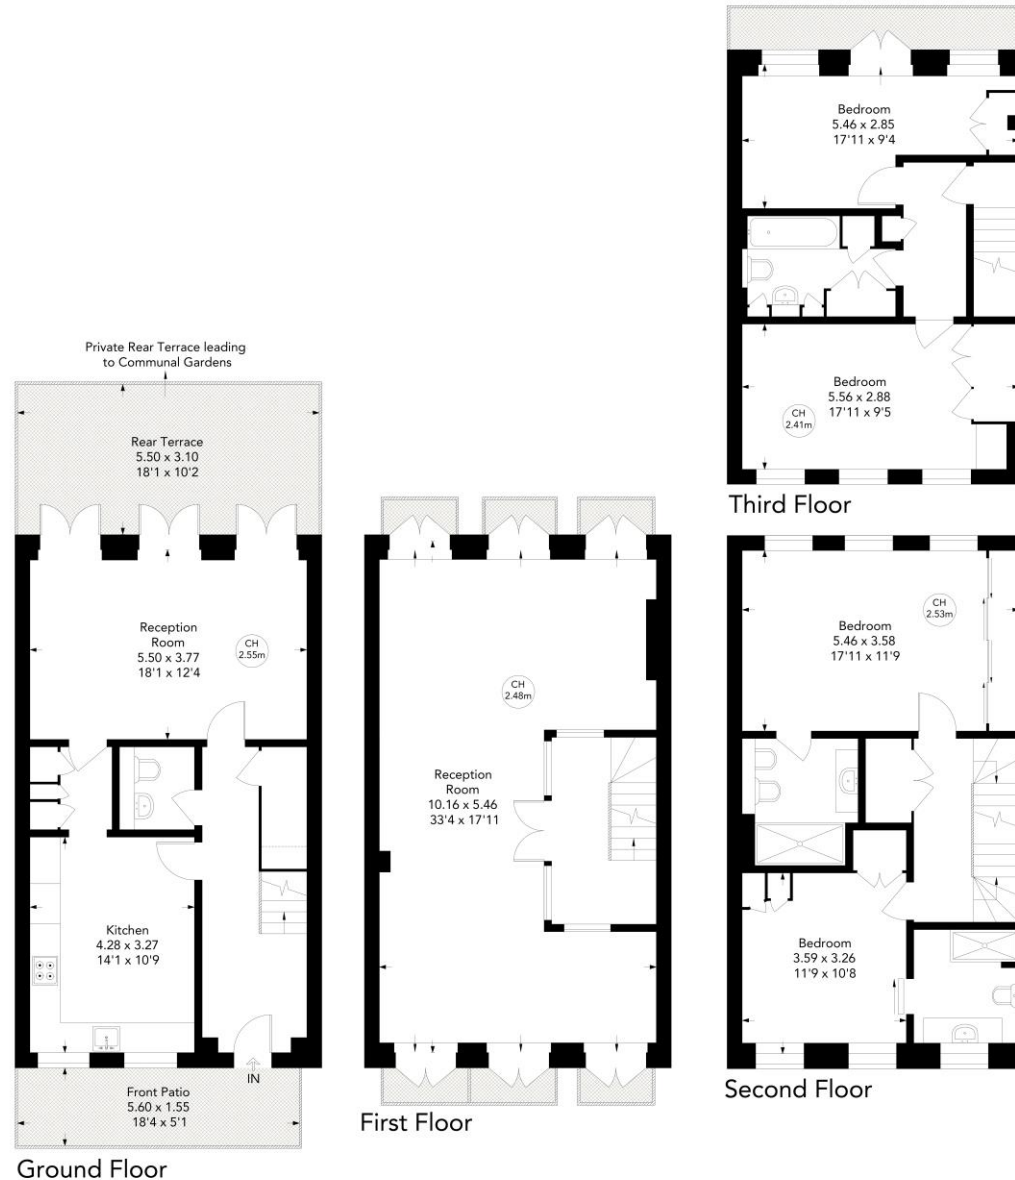 Bedroom
5.46 x 2.85
17'11 x 9'4
Bedroom
5.56 x 2.88
17'11 x 9'5
CH
2.41m
Third Floor
Private Rear Terrace leading
to Communal Gardens
Rear Terrace
5.50 x 3.10
18'1 x 10'2
Reception
Room
5.50 x 3.77
18'1 x 12'4
CH
2.55m
Kitchen
4.28 x 3.27
14'1 x 10'9
IN
Front Patio
5.60 x 1.55
18'4 x 5'1
Ground Floor
CH
2.48m
Reception
Room
10.16 x 5.46
33'4 x 17'11
First Floor
CH
2.53m
Bedroom
5.46 x 3.58
17'11 x 11'9
Bedroom
3.59 x 3.26
11'9 x 10'8
Second Floor